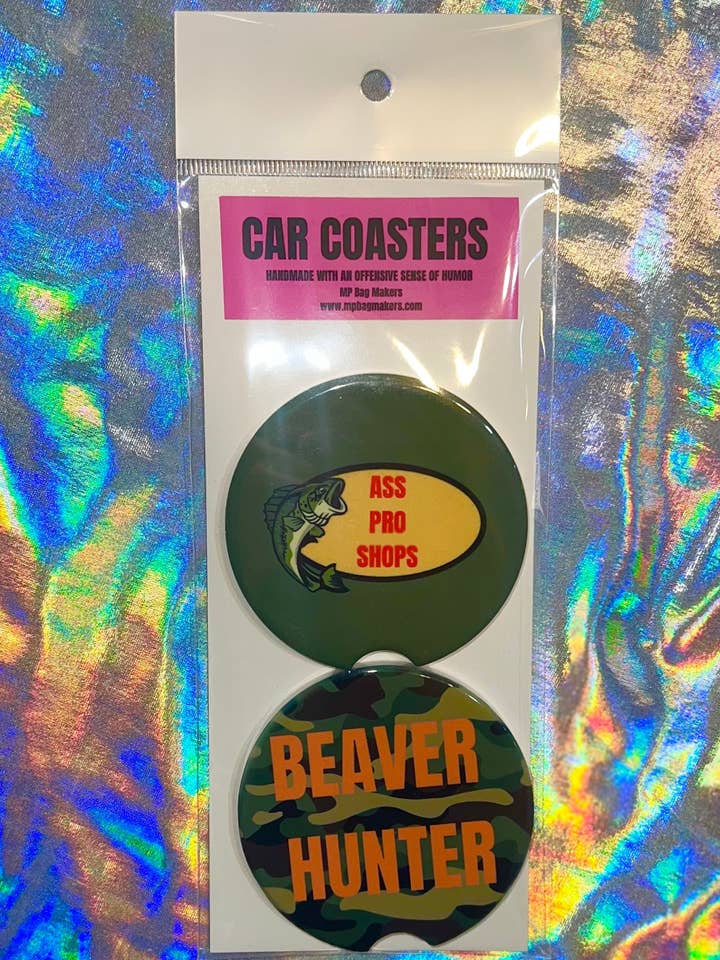 CAR COASTERS
HANDMADE WITH AN OFFENSIVE SENSE OF HUMOR
MP Bag Makers
www.mpbagmakers.com
ASS
PRO
SHOPS
BEAVER
HUNTER